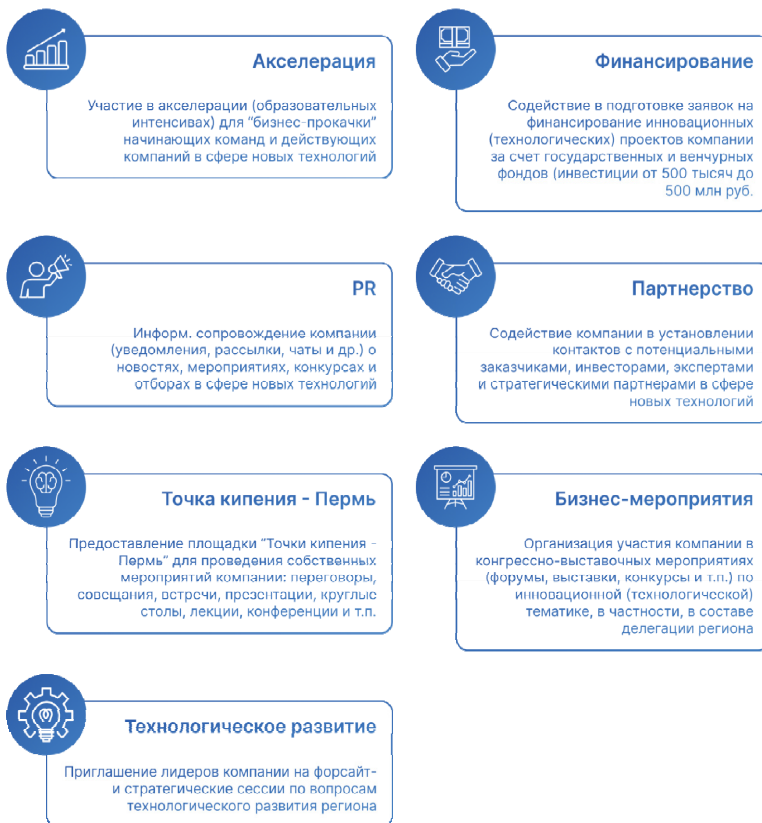 Акселерация
Участие в акселерации (образовательных
интенсивах) для "бизнес-прокачки"
начинающих команд и действующих
компаний в сфере новых технологий
Финансирование
Содействие в подготовке заявок на
финансирование инновационных
(технологических) проектов компании
за счет государственных и венчурных
фондов (инвестиции от 500 тысяч до
500 млн руб.
PR
Информ. сопровождение компании
(уведомления, рассылки, чаты и др.) о
новостях, мероприятиях, конкурсах и
отборах в сфере новых технологий
Партнерство
Содействие компании в установлении
контактов с потенциальными
заказчиками, инвесторами, экспертами
и стратегическими партнерами в сфере
новых технологий
Точка кипения - Пермь
Предоставление площадки "Точки кипения -
Пермь" для проведения собственных
мероприятий компании: переговоры,
совещания, встречи, презентации, круглые
столы, лекции, конференции и т.п.
Бизнес-мероприятия
Организация участия компании в
конгрессно-выставочных мероприятиях
(форумы, выставки, конкурсы и т.п.) по
инновационной (технологической)
тематике, в частности, в составе
делегации региона
Технологическое развитие
Приглашение лидеров компании на форсайт-
и стратегические сессии по вопросам
технологического развития региона